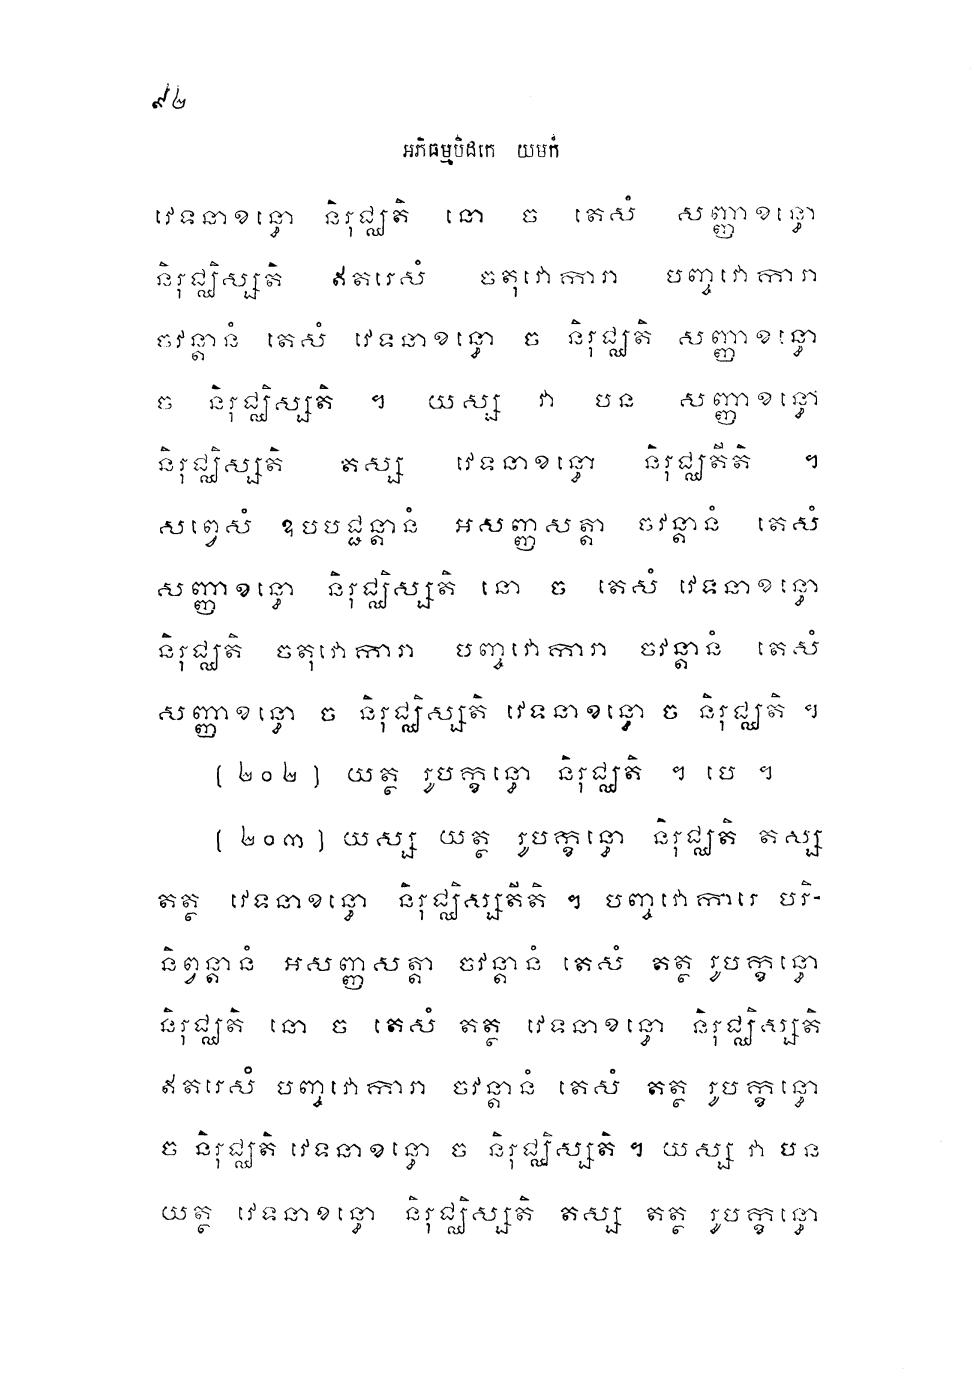 ៩២
អភិធម្មបិដកេ យមកំ
វេទនាខន្ធោ និរុជ្ឈតិ នោ ច តេសំ សញ្ញាខន្ធោ
និរុជ្ឈិស្សតិ ឥតរេសំ ចតុវោការា បញ្ចវោការា
ចវន្តានំ តេសំ វេទនាខន្ធោ ច និរុជ្ឈតិ សញ្ញាខន្ធោ
ច និរុជ្ឈិស្សតិ ។ យស្ស វា បន សញ្ញាខន្ធោ
និរុជ្ឈិស្សតិ តស្ស វេទនាខន្ធោ និរុជ្ឈតីតិ ។
សព្វេសំ ឧបបជ្ជន្តានំ អសញ្ញសត្តា ចវន្តានំ តេសំ
សញ្ញាខន្ធោ និរុជ្ឈិស្សតិ នោ ច តេសំ វេទនាខន្ធោ
និរុជ្ឈតិ ចតុវោការា បញ្ចវោការា ចវន្តានំ តេសំ
សញ្ញាខន្ធោ ច និរុជ្ឈិស្សតិ វេទនាខន្ធោ ច និរុជ្ឈតិ ។
( ២០២ ) យត្ថ រូបក្ខន្ធោ និរុជ្ឈតិ ។ បេ ។
( ២០៣ ) យស្ស យត្ថ រូបក្ខន្ធោ និរុជ្ឈតិ តស្ស
តត្ថ វេទនាខន្ធោ និរុជ្ឈិស្សតីតិ ។ បញ្ចវោការេ បរិ-
និព្វន្តានំ អសញ្ញសត្តា ចវន្តានំ តេសំ តត្ថ រូបក្ខន្ធោ
និរុជ្ឈតិ នោ ច តេសំ តត្ថ វេទនាខន្ធោ និរុជ្ឈិស្សតិ
ឥតរេសំ បញ្ចវោការា ចវន្តានំ តេសំ តត្ថ រូបក្ខន្ធោ
ច និរុជ្ឈតិ វេទនាខន្ធោ ច និរុជ្ឈិស្សតិ ។ យស្ស វា បន
យត្ថ វេទនាខន្ធោ និរុជ្ឈិស្សតិ តស្ស តត្ថ រូបក្ខន្ធោ